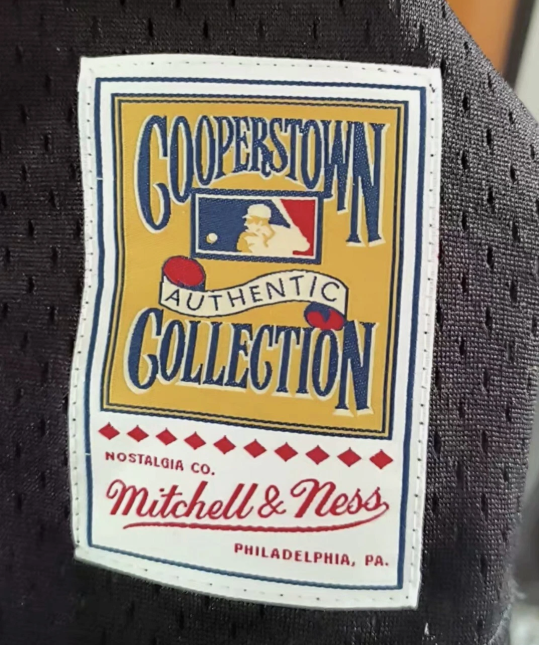 COOPERSTOWN
AUTHENTIC
COLLECTION
NOSTALGIA CO.
Mitchell & Ness
PHILADELPHIA, PA.